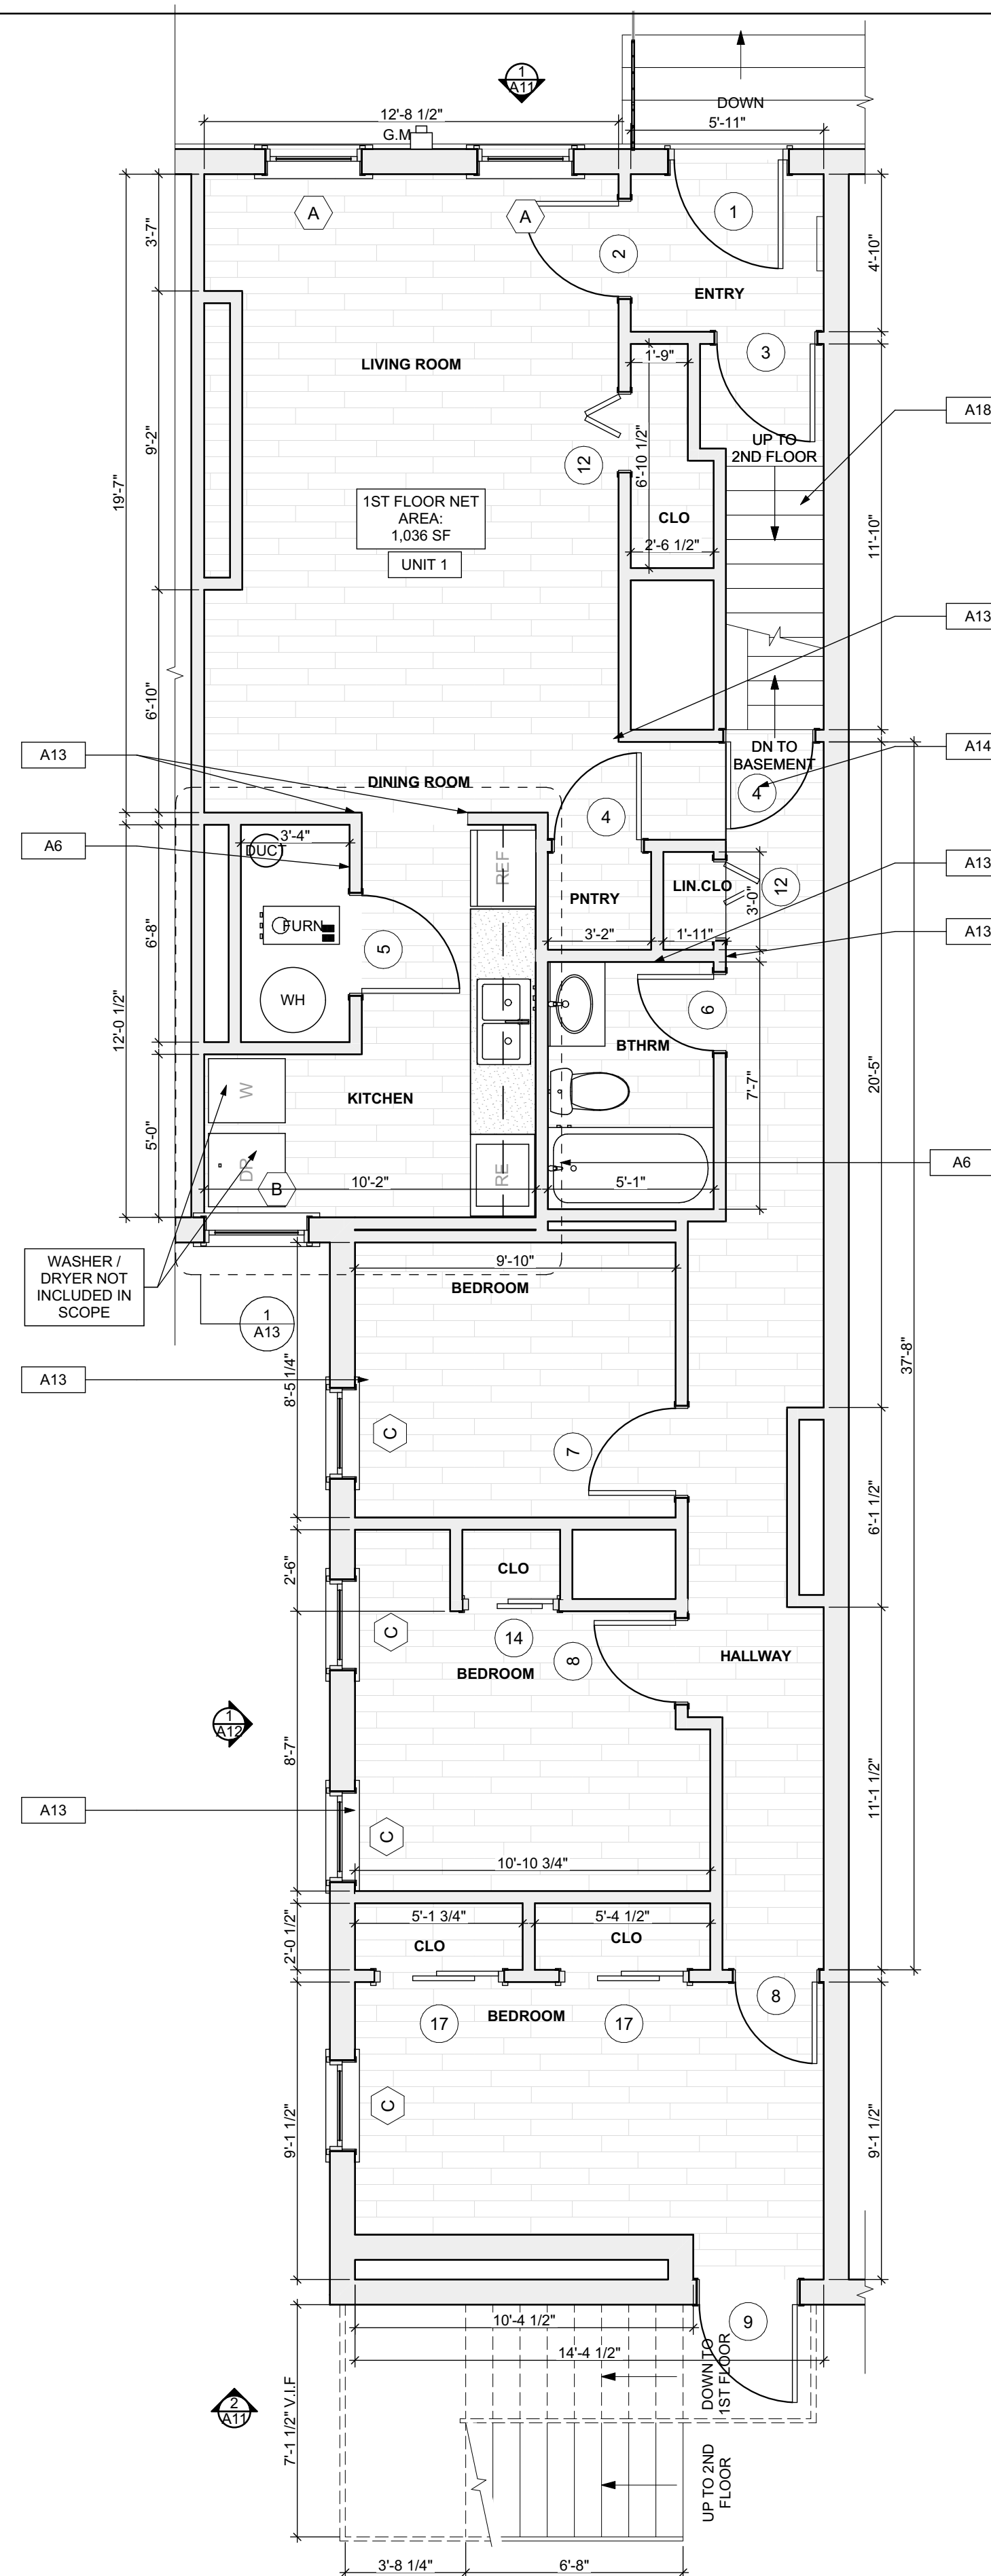 1
A11
DOWN
12'-8 1/2"
5'-11"
G.M
A
A
1
2
3'-7"
4'-10"
ENTRY
3
LIVING ROOM
1'-9"
A18
UP TO
2ND FLOOR
9'-2"
6'-10 1/2"
12
19'-7"
1ST FLOOR NET
AREA:
1,036 SF
UNIT 1
CLO
2'-6 1/2"
11'-10"
A13
6'-10"
A13
DN TO
BASEMENT
A14
DINING ROOM
4
4
A6
3'-4"
DUCT
REF
A13
PNTRY
LIN.CLO
12
3'-0"
FURN
5
3'-2"
1'-11"
A13
6'-8"
12'-0 1/2"
WH
6
BTHRM
W
KITCHEN
7'-7"
20'-5"
5'-0"
DR
B
10'-2"
RE
5'-1"
A6
WASHER /
DRYER NOT
INCLUDED IN
SCOPE
9'-10"
BEDROOM
1
A13
8'-5 1/4"
37'-8"
A13
C
7
6'-1 1/2"
2'-6"
CLO
C
14
8
BEDROOM
HALLWAY
1
A12
8'-7"
11'-1 1/2"
A13
C
10'-10 3/4"
5'-1 3/4"
5'-4 1/2"
2'-0 1/2"
CLO
CLO
8
BEDROOM
17
17
C
9'-1 1/2"
9'-1 1/2"
10'-4 1/2"
9
14'-4 1/2"
DOWN TO
1ST FLOOR
7'-1 1/2" V.I.F
2
A11
UP TO 2ND
FLOOR
3'-8 1/4"
6'-8"